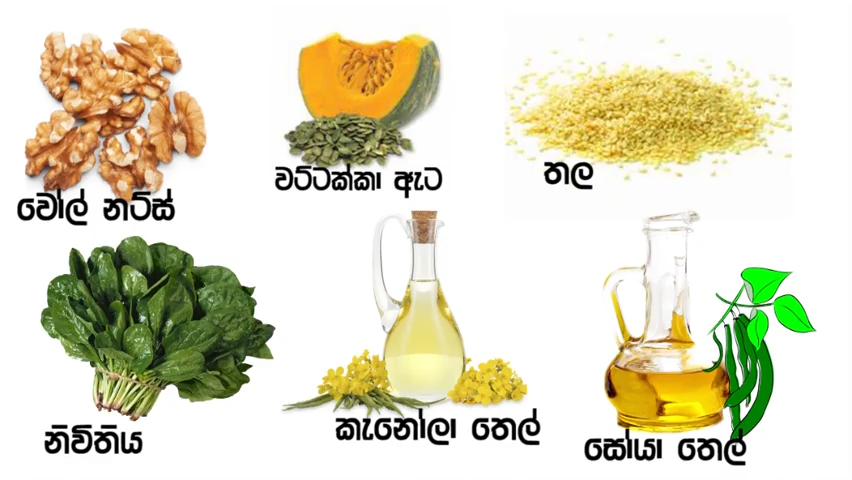 වෝල් නට්ස්
වට්ටක්කා ඇට
තල
නිවිතිය
කැනෝලා තෙල්
සෝයා තෙල්